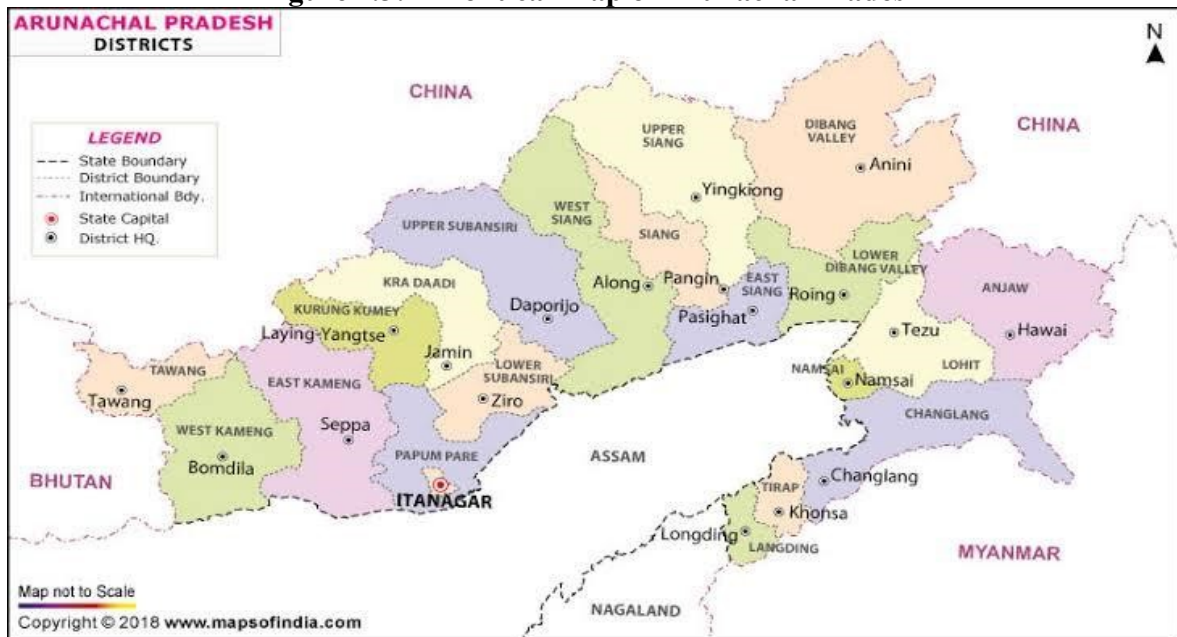 ARUNACHAL PRADESH
DISTRICTS
N
CHINA
CHINA
LEGEND
State Boundary
District Boundary
International Bdy.
State Capital
District HQ.
UPPER
SIANG
DIBANG
VALLEY
Anini
Yingkiong
WEST
SIANG
UPPER SUBANSIRI
SIANG
LOWER
DIBANG VALLEY
KRA DAADI
Along
Pangin
EAST
SIANG
Roing
ANJAW
KURUNG KUMEY
Laying-Yangtse
Daporijo
Pasighat
Tezu
Hawai
Jamin
LOWER
SUBANSIRI
TAWANG
Tawang
EAST KAMENG
NAMSAI
Namsai
LOHIT
Ziro
CHANGLANG
Seppa
WEST KAMENG
Bomdila
PAPUM PARE
ASSAM
BHUTAN
ITANAGAR
TIRAP
Changlang
Khonsa
Longding
LANGDING
MYANMAR
Map not to Scale
NAGALAND
Copyright © 2018 www.mapsofindia.com